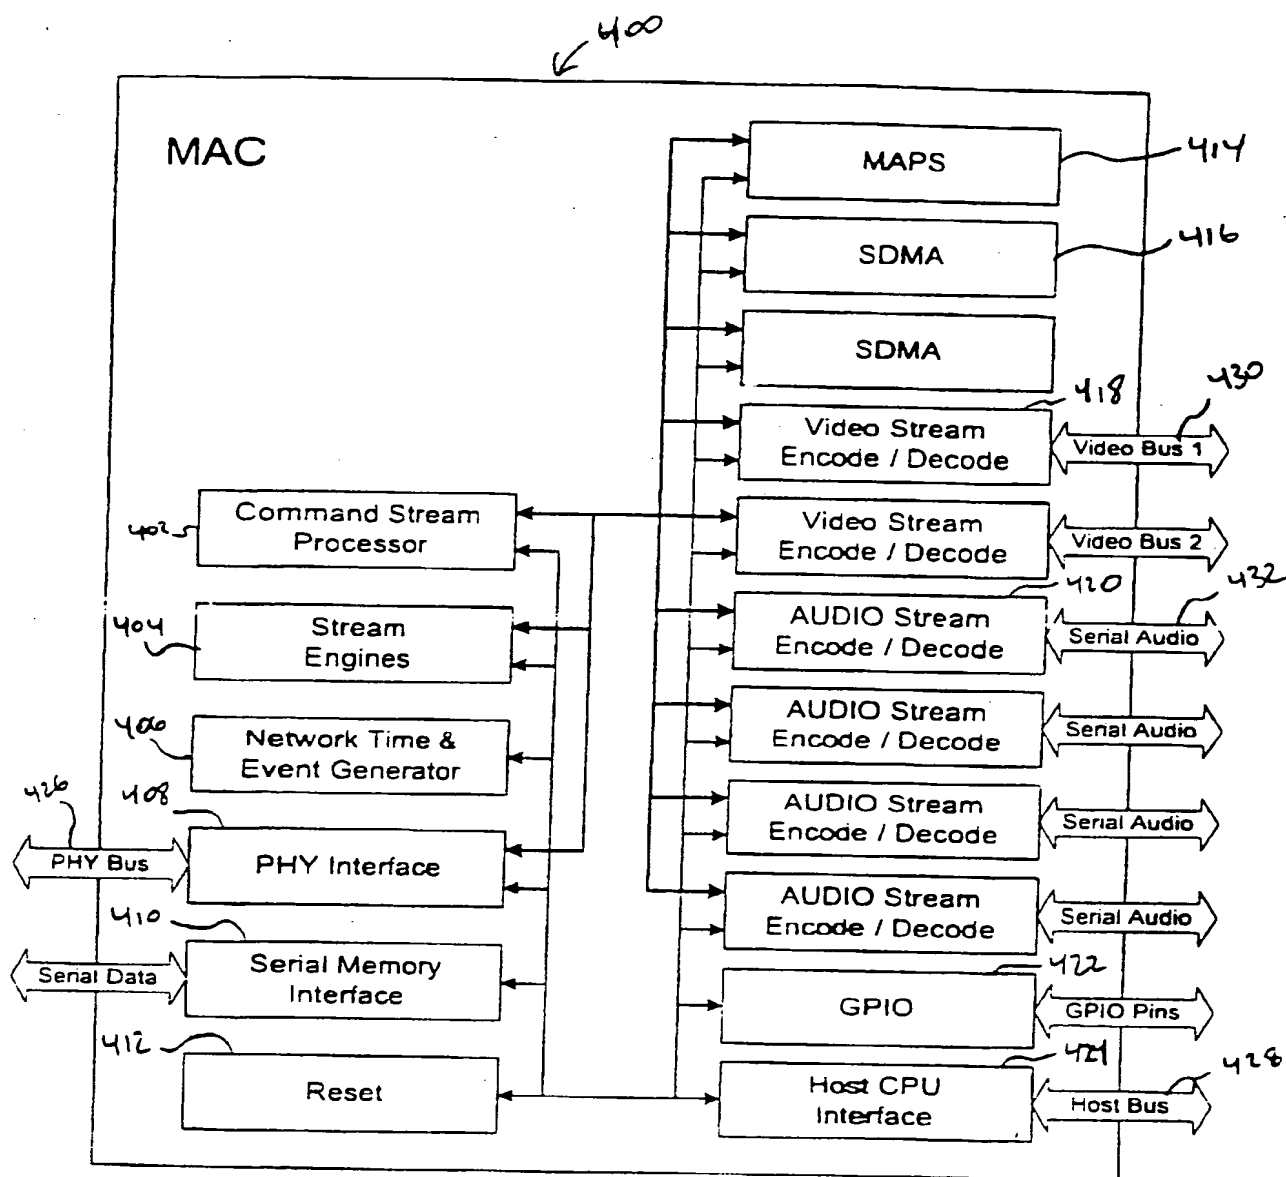 400
MAC
MAPS
414
SDMA
416
SDMA
418
430
Video Stream
Encode / Decode
Video Bus 1
402
Command Stream
Processor
Video Stream
Encode / Decode
Video Bus 2
420
432
404
Stream
Engines
AUDIO Stream
Encode / Decode
Serial Audio
406
Network Time &
Event Generator
AUDIO Stream
Encode / Decode
Serial Audio
426
408
PHY Bus
PHY Interface
AUDIO Stream
Encode / Decode
Serial Audio
410
AUDIO Stream
Encode / Decode
Serial Audio
Serial Data
Serial Memory
Interface
422
GPIO
GPIO Pins
412
Reset
424
428
Host CPU
Interface
Host Bus